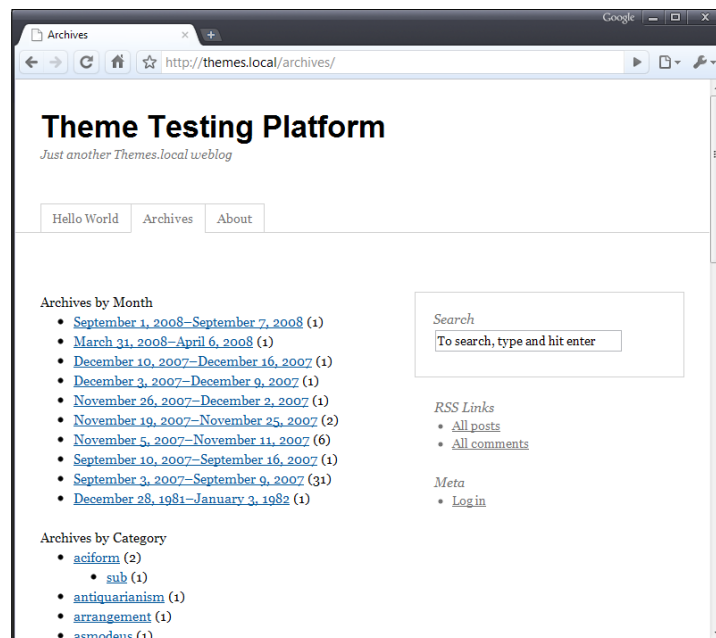 Google
Archives
http://themes.local/archives/
Theme Testing Platform
Just another Themes.local weblog
Hello World
Archives
About
Archives by Month
September 1, 2008–September 7, 2008 (1)
March 31, 2008–April 6, 2008 (1)
December 10, 2007–December 16, 2007 (1)
December 3, 2007–December 9, 2007 (1)
November 26, 2007–December 2, 2007 (1)
November 19, 2007–November 25, 2007 (2)
November 5, 2007–November 11, 2007 (6)
September 10, 2007–September 16, 2007 (1)
September 3, 2007–September 9, 2007 (31)
December 28, 1981–January 3, 1982 (1)
Archives by Category
aciform (2)
sub (1)
antiquarianism (1)
arrangement (1)
asmodeus (1)
Search
To search, type and hit enter
RSS Links
All posts
All comments
Meta
Log in